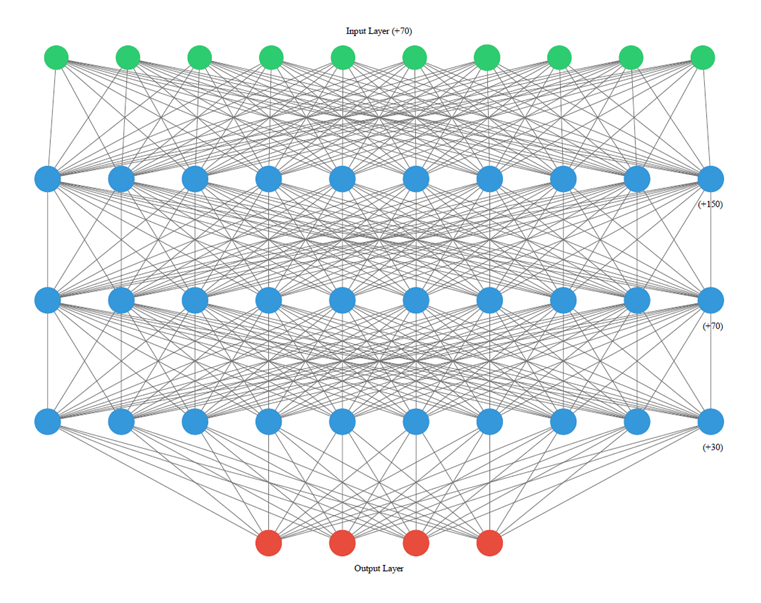 Input Layer (+70)
(+150)
(+70)
(+30)
Output Layer